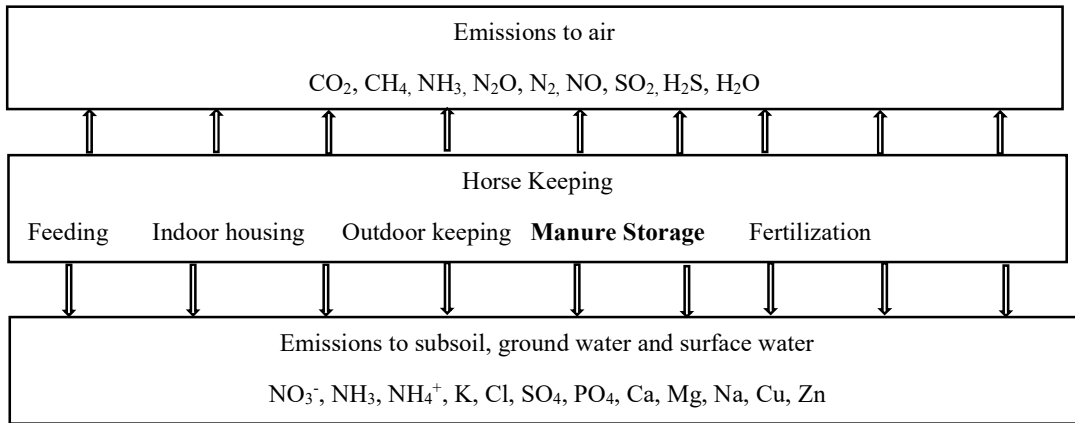 Emissions to air
CO₂, CH₄, NH₃, N₂O, N₂, NO, SO₂, H₂S, H₂O
Horse Keeping
Feeding Indoor housing Outdoor keeping Manure Storage Fertilization
Emissions to subsoil, ground water and surface water
NO₃⁻, NH₃, NH₄⁺, K, Cl, SO₄, PO₄, Ca, Mg, Na, Cu, Zn